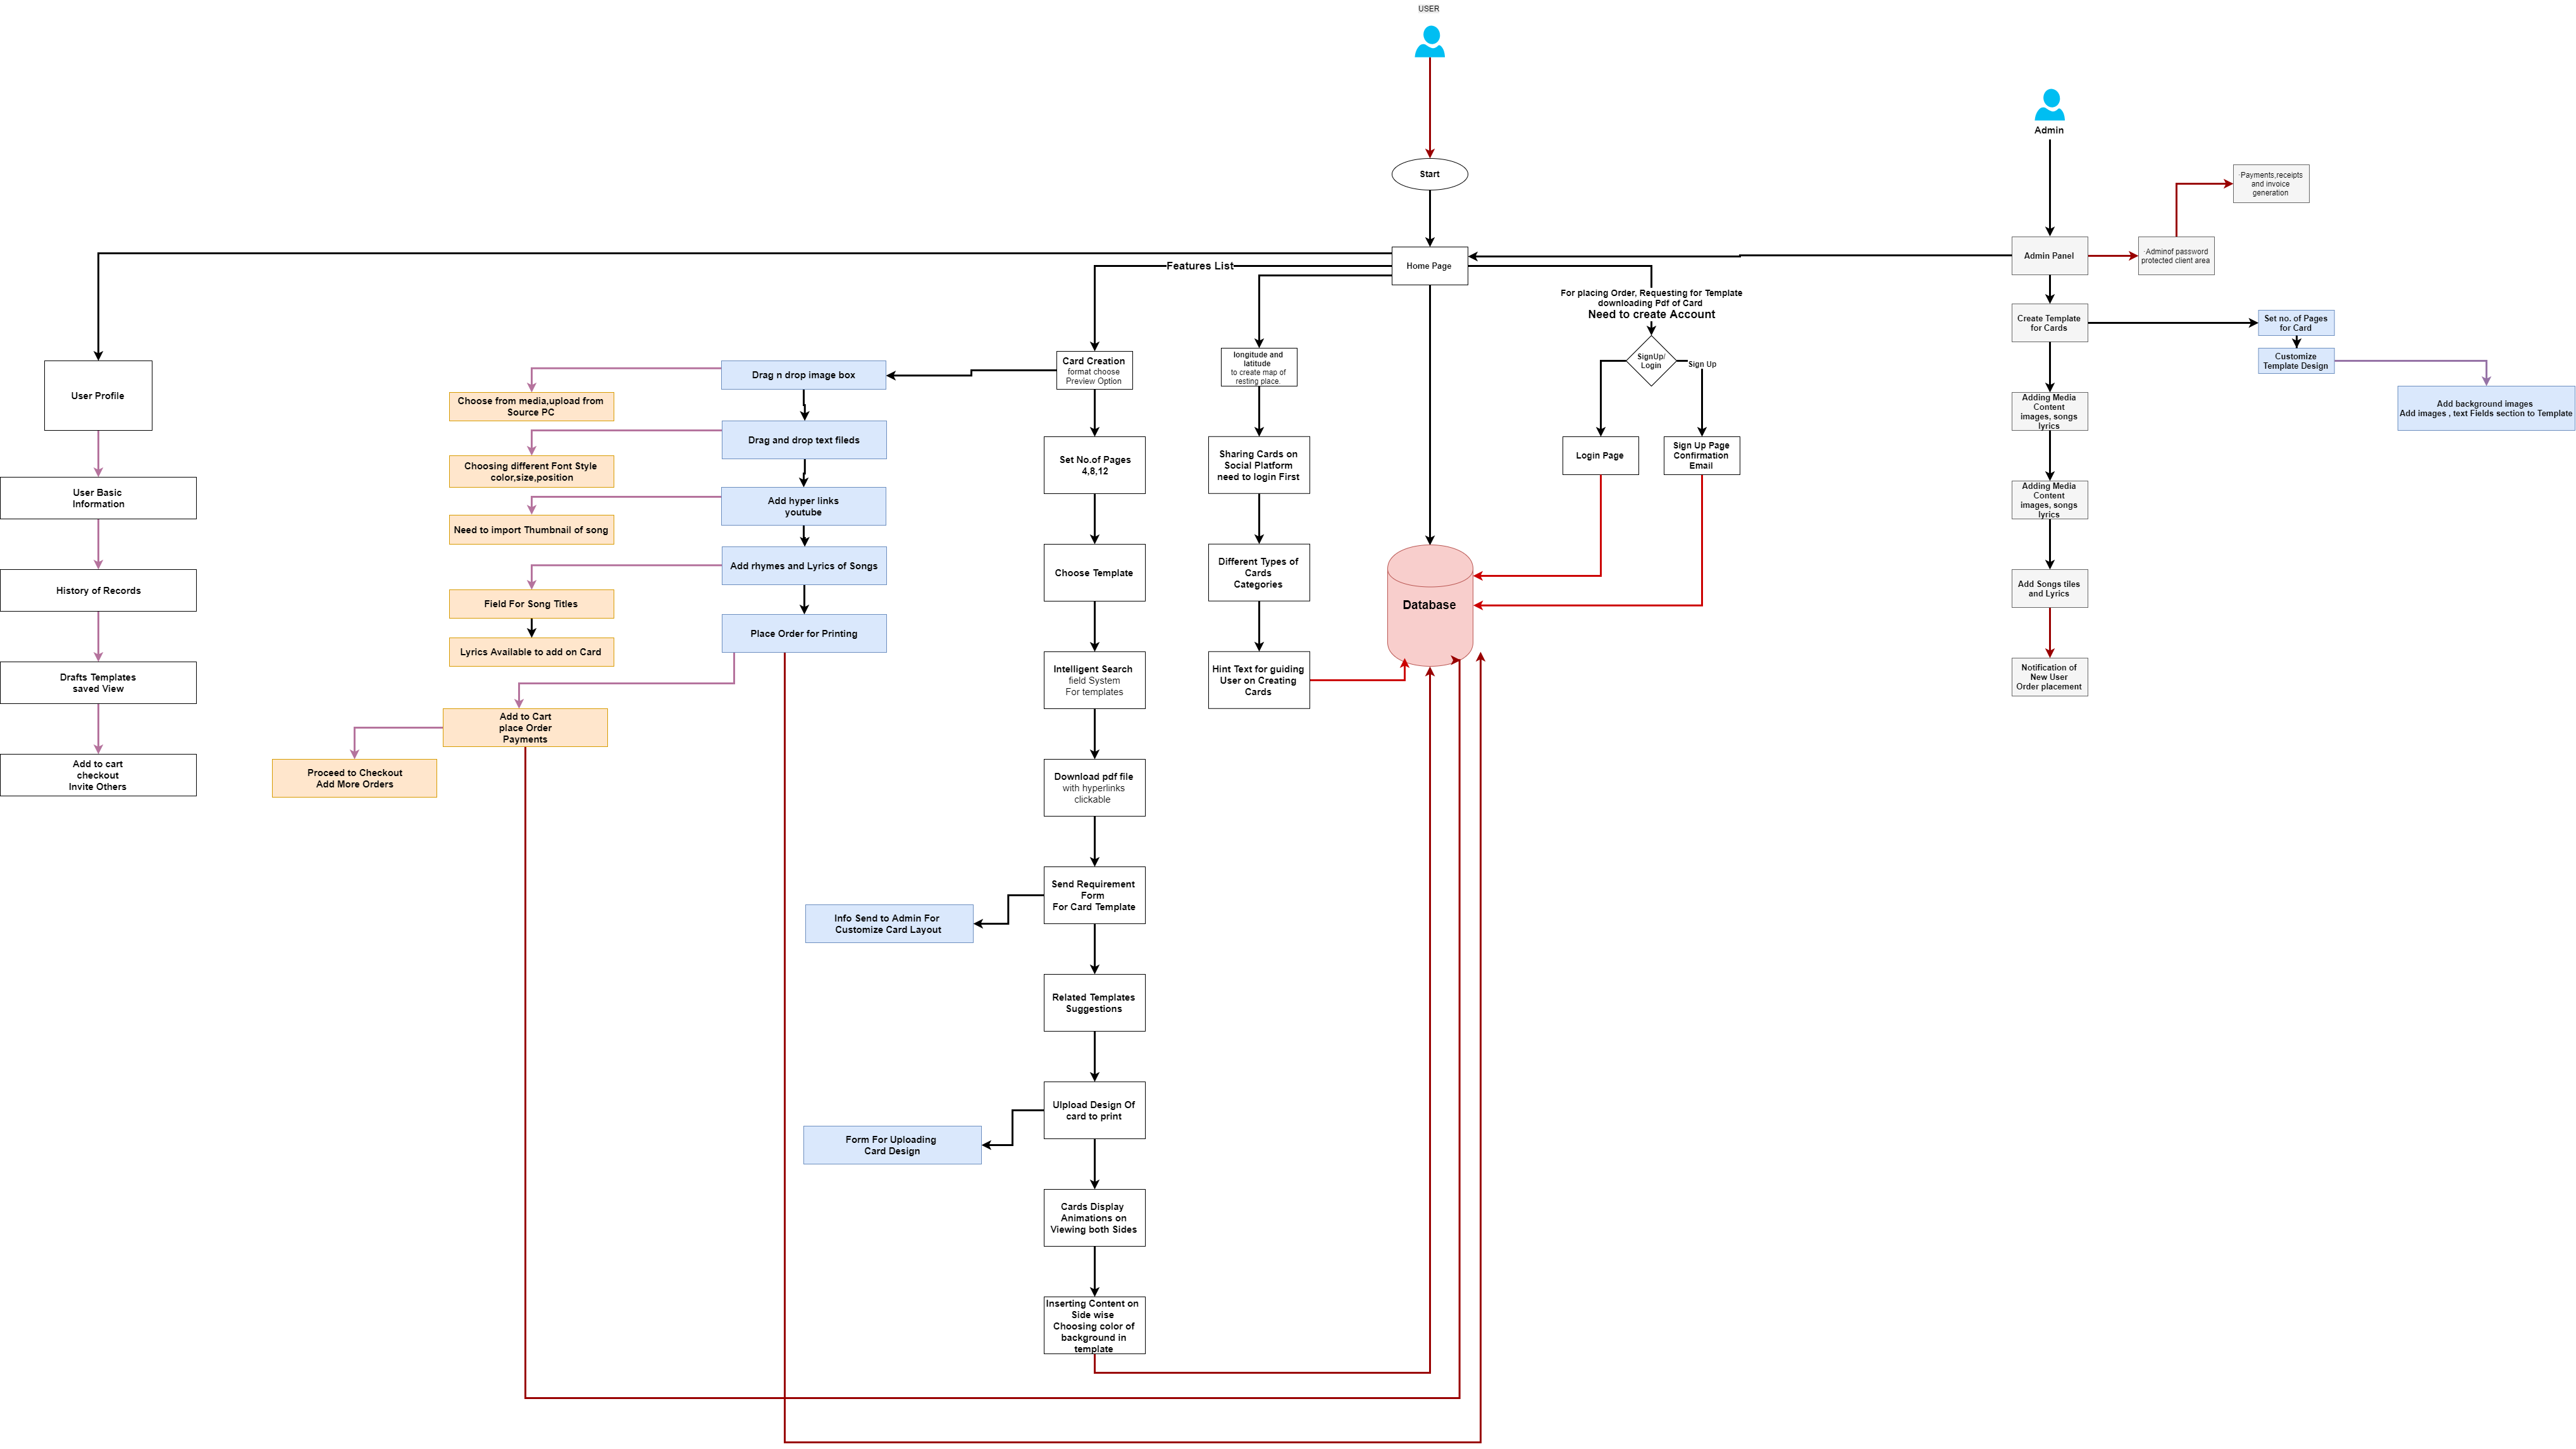 USER
Admin
Start
·Payments,receipts
and invoice
generation
Home Page
Features List
Admin Panel
·Adminof password
protected client area
For placing Order, Requesting for Template
downloading Pdf of Card
Need to create Account
Create Template
for Cards
Set no. of Pages
for Card
SignUp/
Login
Sign Up
Customize
Template Design
User Profile
Drag n drop image box
Card Creation
format choose
Preview Option
longitude and
latitude
to create map of
resting place.
Choose from media,upload from
Source PC
Adding Media
Content
images, songs
lyrics
Add background images
Add images , text Fields section to Template
Drag and drop text fileds
Choosing different Font Style
color,size,position
Set No.of Pages
4,8,12
Sharing Cards on
Social Platform
need to login First
Login Page
Sign Up Page
Confirmation
Email
User Basic
Information
Add hyper links
youtube
Need to import Thumbnail of song
Adding Media
Content
images, songs
lyrics
Add rhymes and Lyrics of Songs
Choose Template
Different Types of
Cards
Categories
History of Records
Field For Song Titles
Database
Add Songs tiles
and Lyrics
Place Order for Printing
Lyrics Available to add on Card
Drafts Templates
saved View
Intelligent Search
field System
For templates
Hint Text for guiding
User on Creating
Cards
Notification of
New User
Order placement
Add to Cart
place Order
Payments
Add to cart
checkout
Invite Others
Proceed to Checkout
Add More Orders
Download pdf file
with hyperlinks
clickable
Send Requirement
Form
For Card Template
Info Send to Admin For
Customize Card Layout
Related Templates
Suggestions
Ulpload Design Of
card to print
Form For Uploading
Card Design
Cards Display
Animations on
Viewing both Sides
Inserting Content on
Side wise
Choosing color of
background in
template